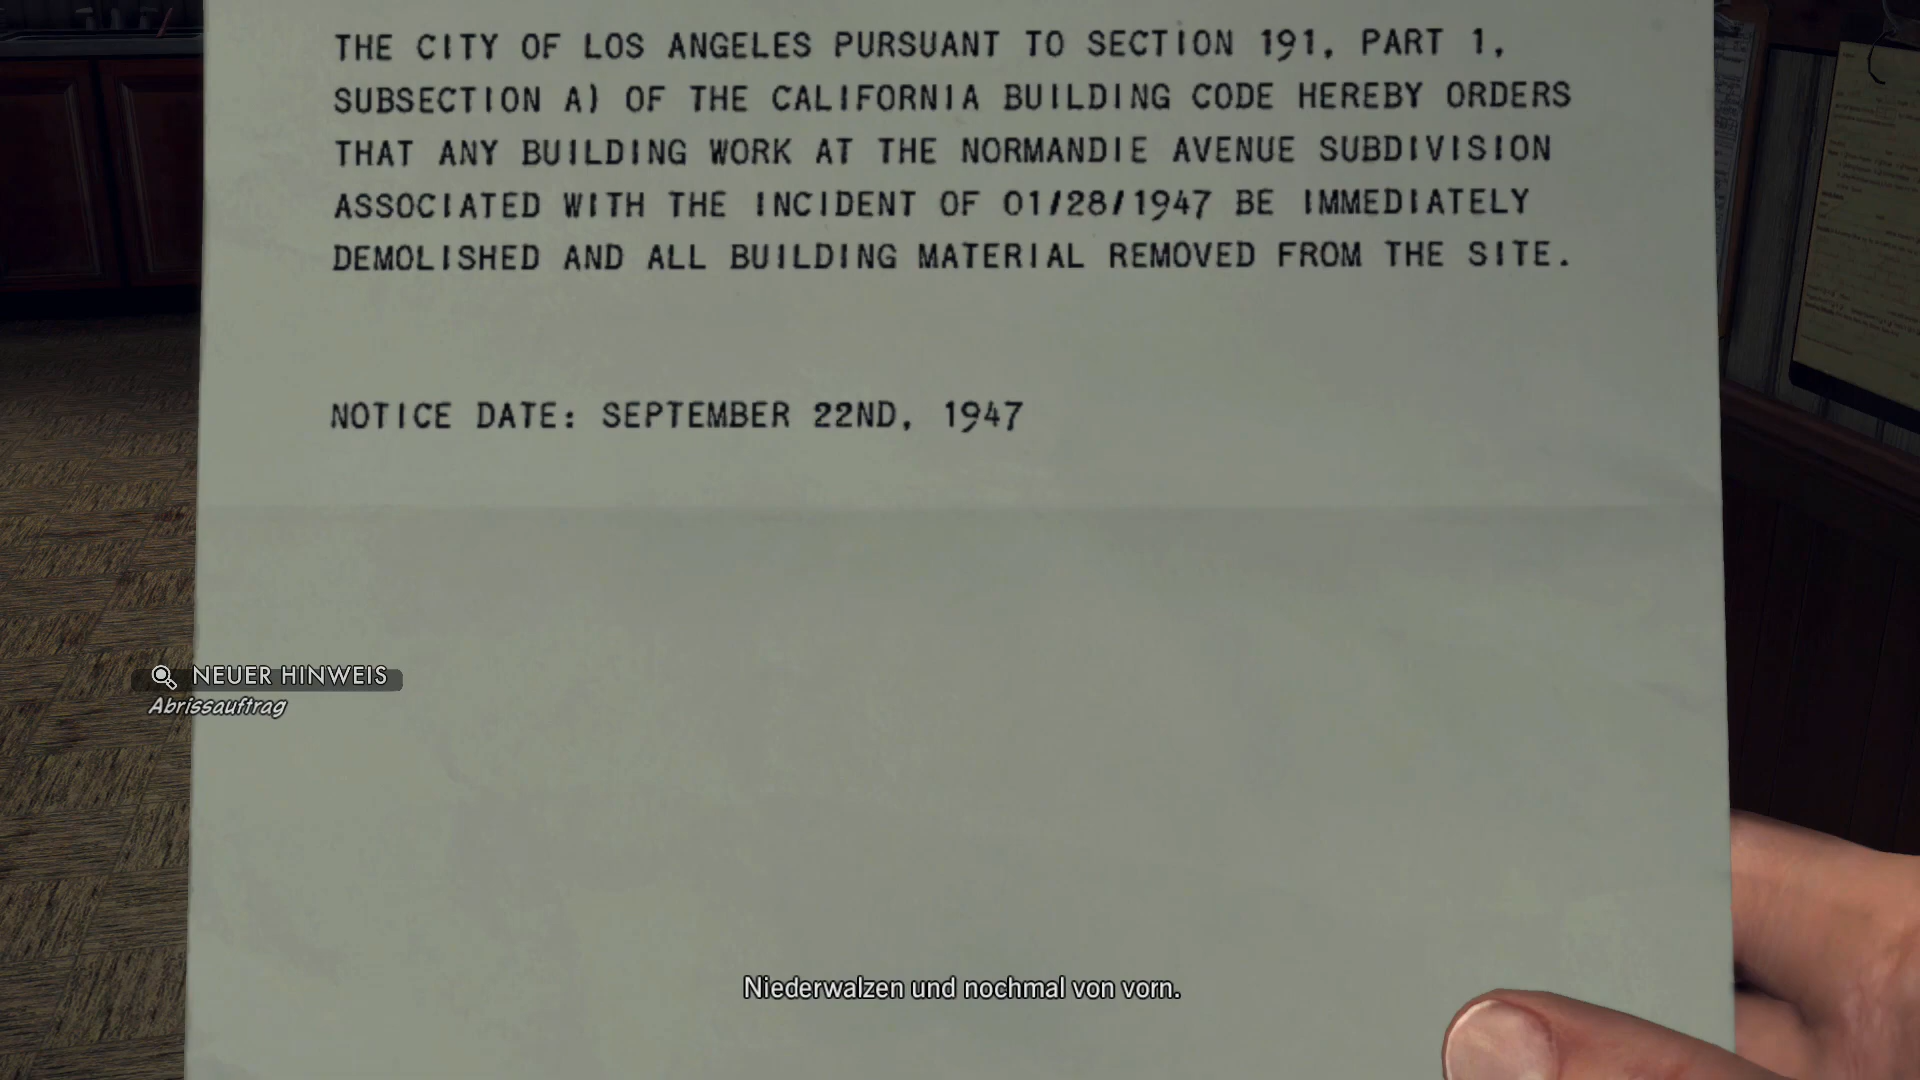 THE CITY OF LOS ANGELES PURSUANT TO SECTION 191, PART 1,
SUBSECTION A) OF THE CALIFORNIA BUILDING CODE HEREBY ORDERS
THAT ANY BUILDING WORK AT THE NORMANDIE AVENUE SUBDIVISION
ASSOCIATED WITH THE INCIDENT OF 01/28/1947 BE IMMEDIATELY
DEMOLISHED AND ALL BUILDING MATERIAL REMOVED FROM THE SITE.
NOTICE DATE: SEPTEMBER 22ND, 1947
NEUER HINWEIS
Abrissauftrag
Niederwalzen und nochmal von vorn.